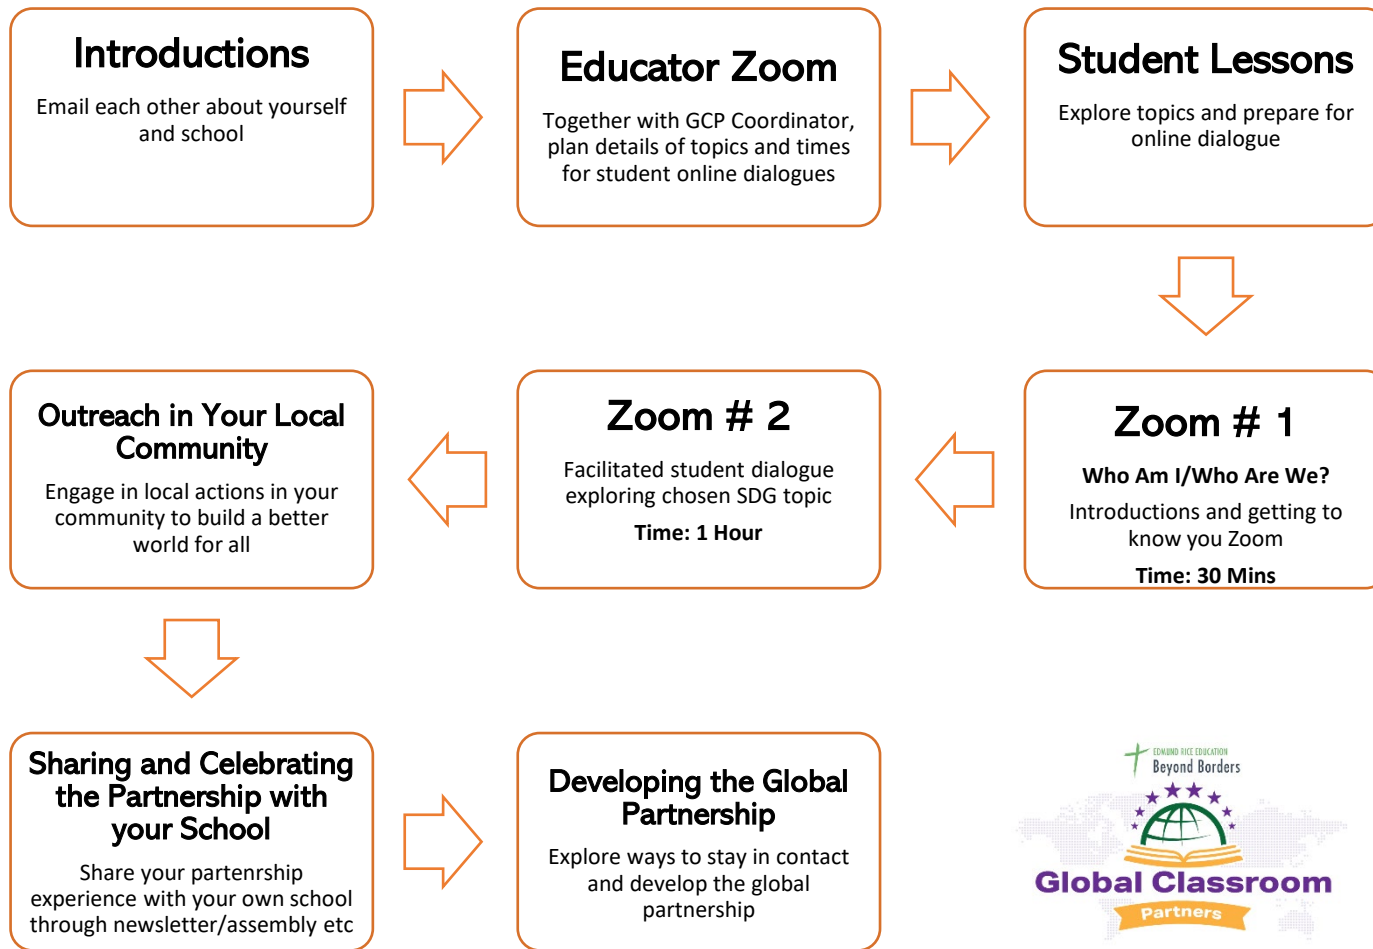 Introductions
Email each other about yourself
and school
Educator Zoom
Together with GCP Coordinator,
plan details of topics and times
for student online dialogues
Student Lessons
Explore topics and prepare for
online dialogue
Zoom # 1
Who Am I/Who Are We?
Introductions and getting to
know you Zoom
Time: 30 Mins
Zoom # 2
Facilitated student dialogue
exploring chosen SDG topic
Time: 1 Hour
Outreach in Your Local
Community
Engage in local actions in your
community to build a better
world for all
Sharing and Celebrating
the Partnership with
your School
Share your partenrship
experience with your own school
through newsletter/assembly etc
Developing the Global
Partnership
Explore ways to stay in contact
and develop the global
partnership
EDMUND RICE EDUCATION
Beyond Borders
Global Classroom
Partners